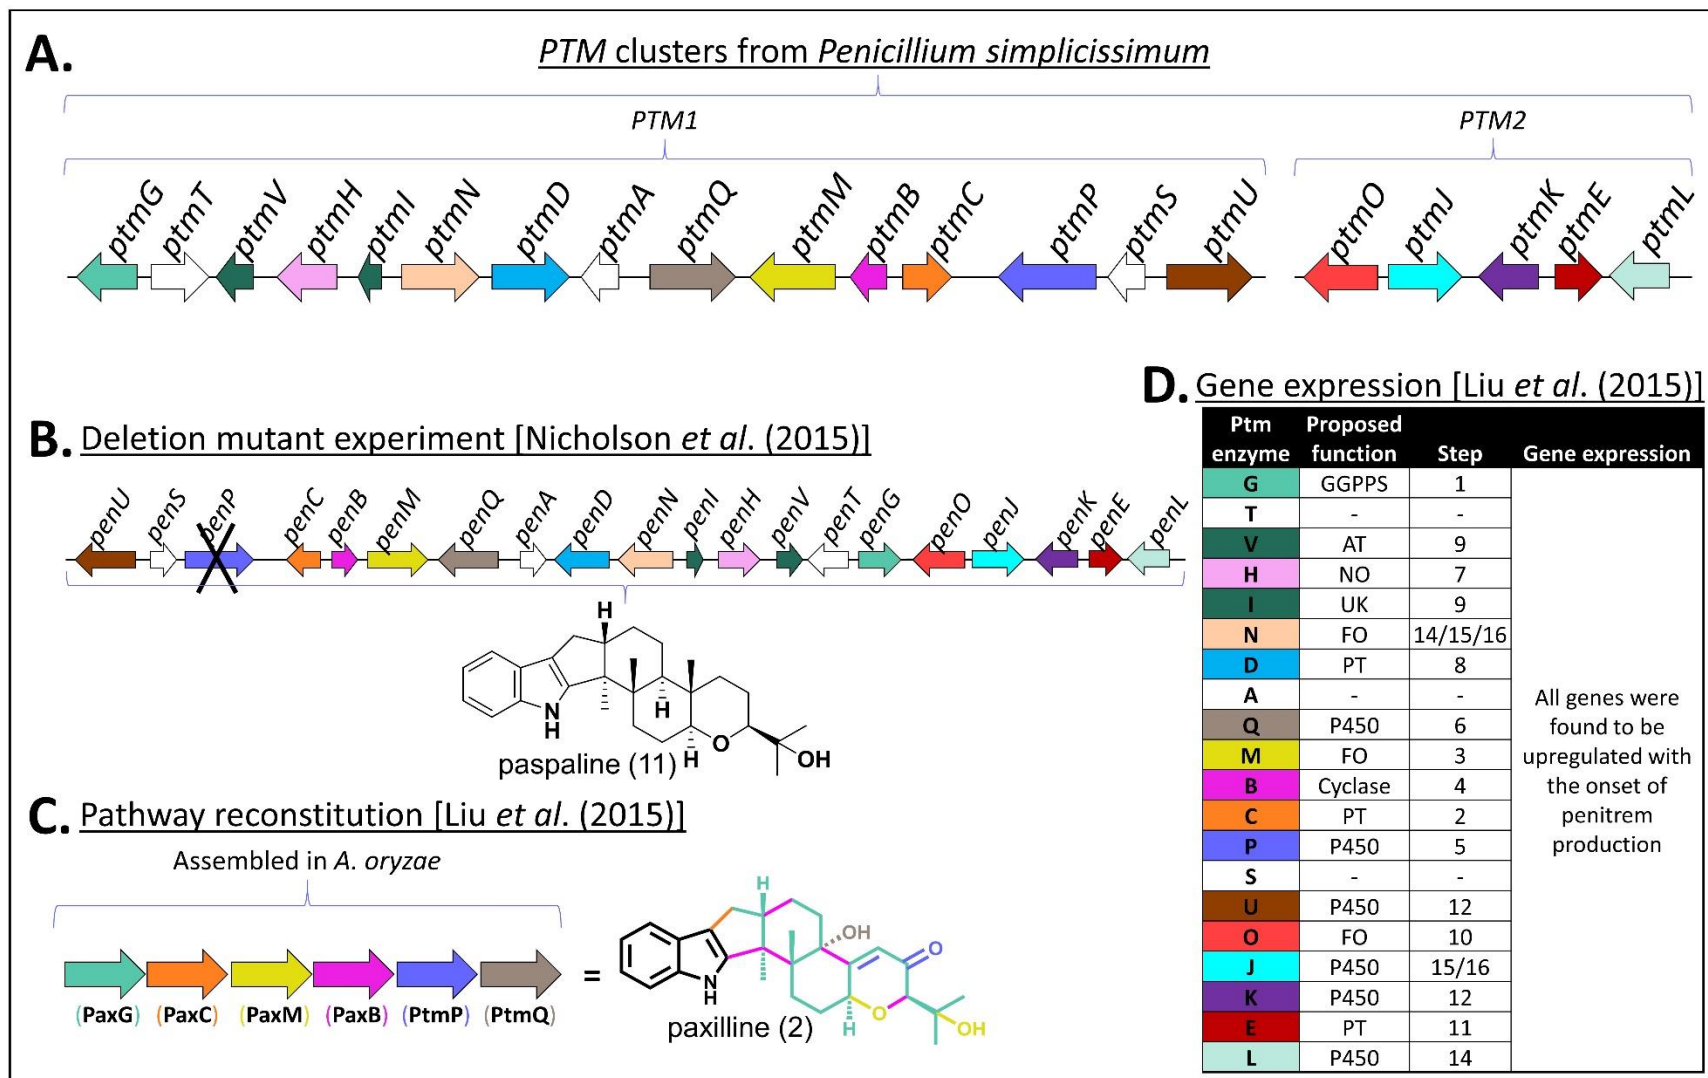 A.
PTM clusters from Penicillium simplicissimum
PTM1
PTM2
ptmG ptmT ptmV ptmH ptmI ptmN ptmD ptmA ptmQ ptmM ptmB ptmC ptmP ptmS ptmU ptmO ptmJ ptmK ptmE ptmL
B. Deletion mutant experiment [Nicholson et al. (2015)]
penU penS penP penC penB penM penQ penA penD penN penI penH penV penT penG penO penJ penK penE penL
H
N
H
H
H
O
OH
paspaline (11)
C. Pathway reconstitution [Liu et al. (2015)]
Assembled in A. oryzae
(PaxG) (PaxC) (PaxM) (PaxB) (PtmP) (PtmQ)
=
H
OH
O
N
H
O
H
OH
paxilline (2)
D. Gene expression [Liu et al. (2015)]
Ptm enzyme Proposed function Step Gene expression
G GGPPS 1
T - -
V AT 9
H NO 7
I UK 9
N FO 14/15/16
D PT 8
A - -
Q P450 6
M FO 3
B Cyclase 4
C PT 2
P P450 5
S - -
U P450 12
O FO 10
J P450 15/16
K P450 12
E PT 11
L P450 14
All genes were
found to be
upregulated with
the onset of
penitrem
production